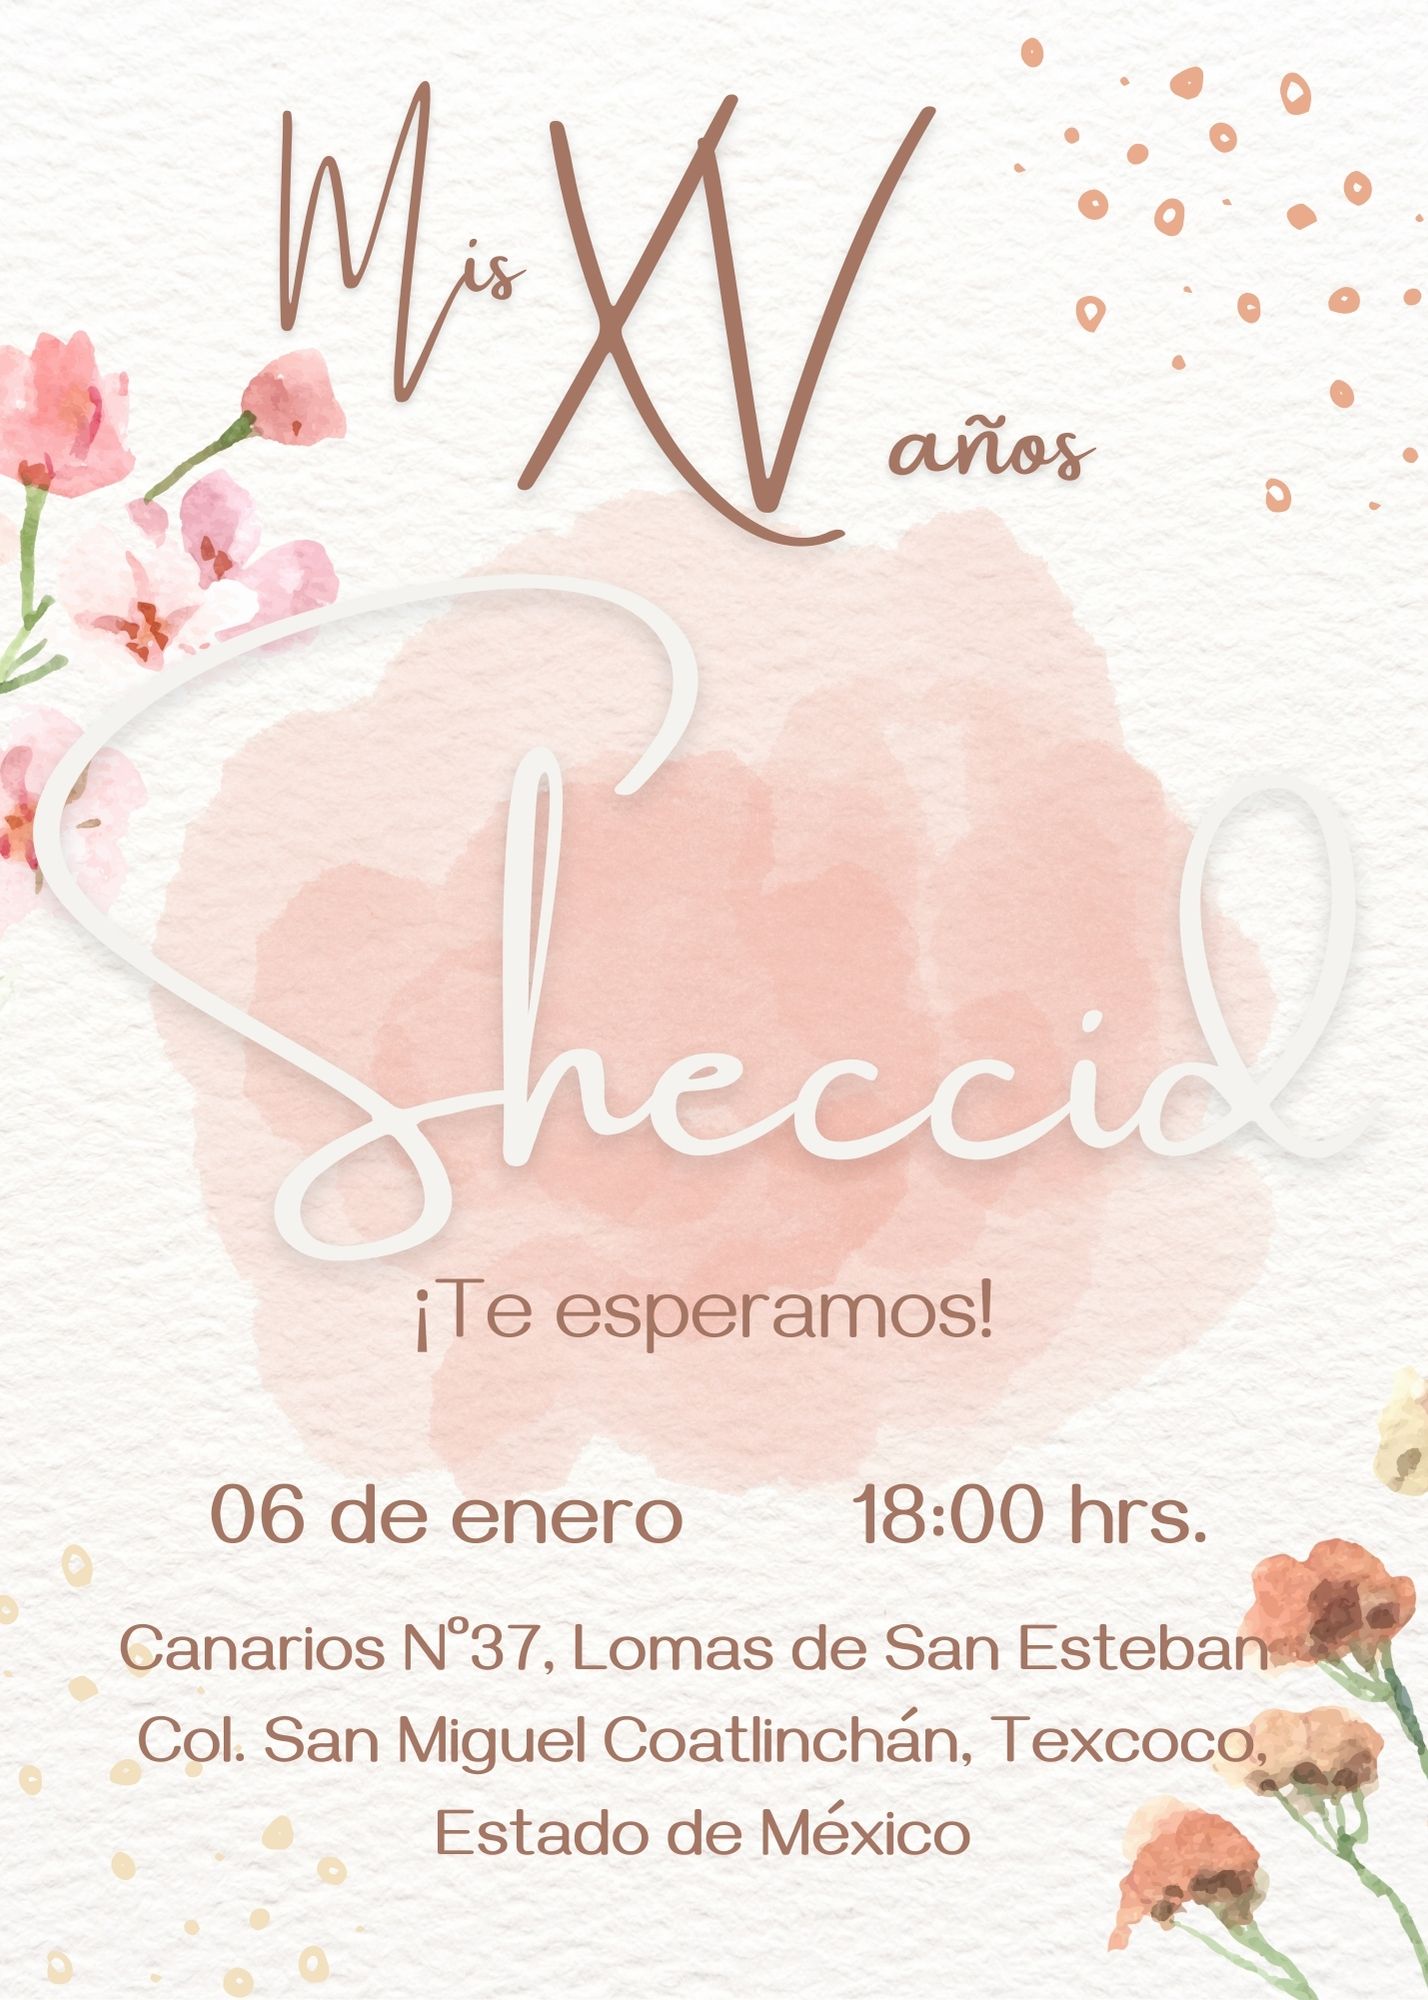 Mis XV años
Sheccid
¡Te esperamos!
06 de enero 18:00 hrs.
Canarios N°37, Lomas de San Esteban
Col. San Miguel Coatlinchán, Texcoco,
Estado de México